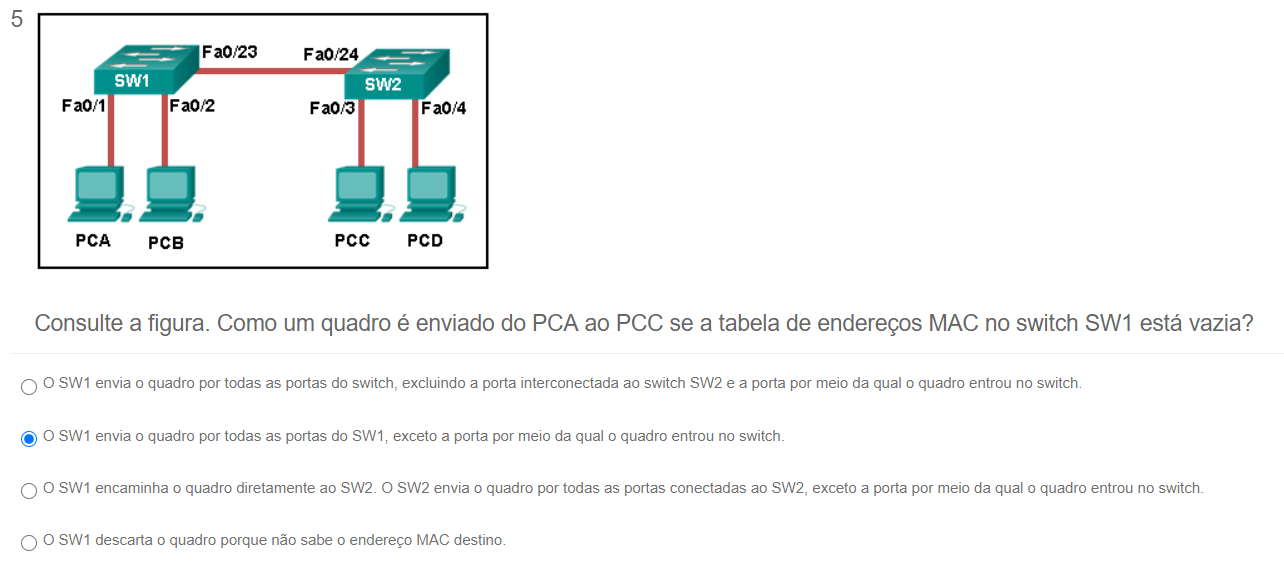 5
Fa0/23 Fa0/24
SW1 SW2
Fa0/1 Fa0/2 Fa0/3 Fa0/4
PCA PCB PCC PCD
Consulte a figura. Como um quadro é enviado do PCA ao PCC se a tabela de endereços MAC no switch SW1 está vazia?
O SW1 envia o quadro por todas as portas do switch, excluindo a porta interconectada ao switch SW2 e a porta por meio da qual o quadro entrou no switch.
O SW1 envia o quadro por todas as portas do SW1, exceto a porta por meio da qual o quadro entrou no switch.
O SW1 encaminha o quadro diretamente ao SW2. O SW2 envia o quadro por todas as portas conectadas ao SW2, exceto a porta por meio da qual o quadro entrou no switch.
O SW1 descarta o quadro porque não sabe o endereço MAC destino.